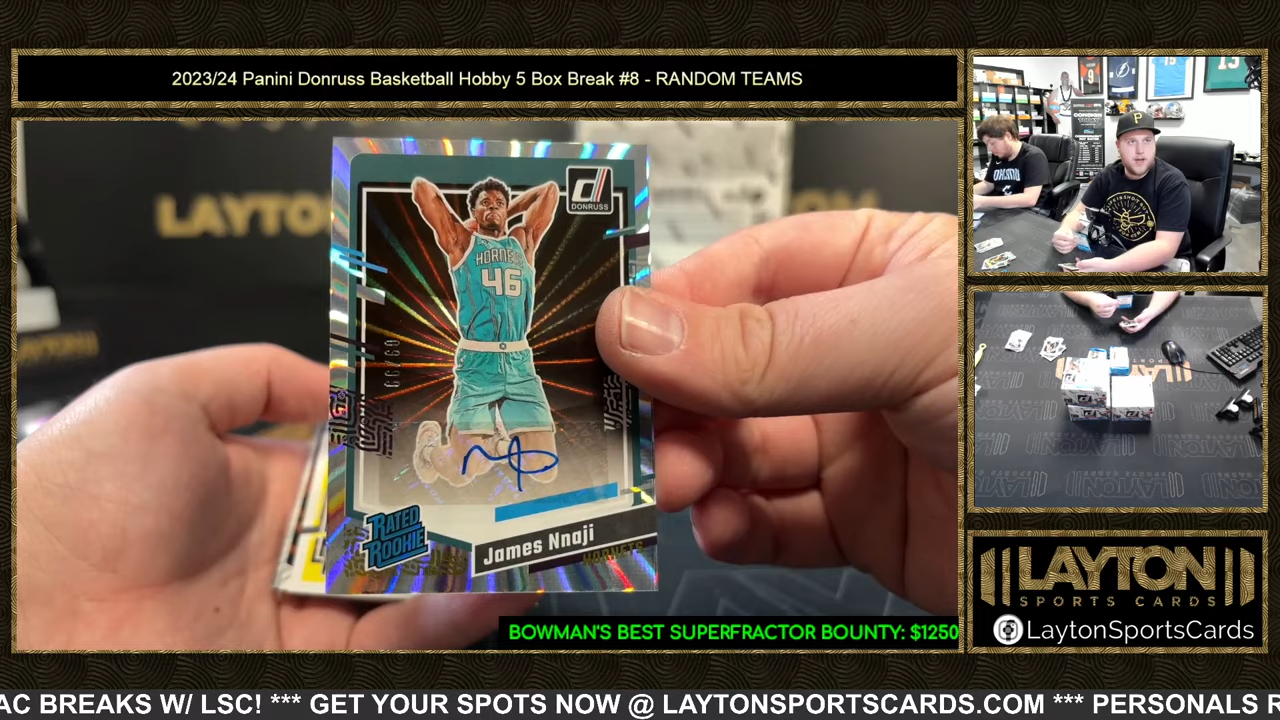 2023/24 Panini Donruss Basketball Hobby 5 Box Break #8 - RANDOM TEAMS
LAYTON
DONRUSS
HORNETS
46
RATED
ROOKIE
James Nnaji
HORNETS
P
LAYTON
SPORTS CARDS
LaytonSportsCards
BOWMAN'S BEST SUPERFRACTOR BOUNTY: $1250
AC BREAKS W/ LSC! *** GET YOUR SPOTS NOW @ LAYTONSPORTSCARDS.COM *** PERSONALS R